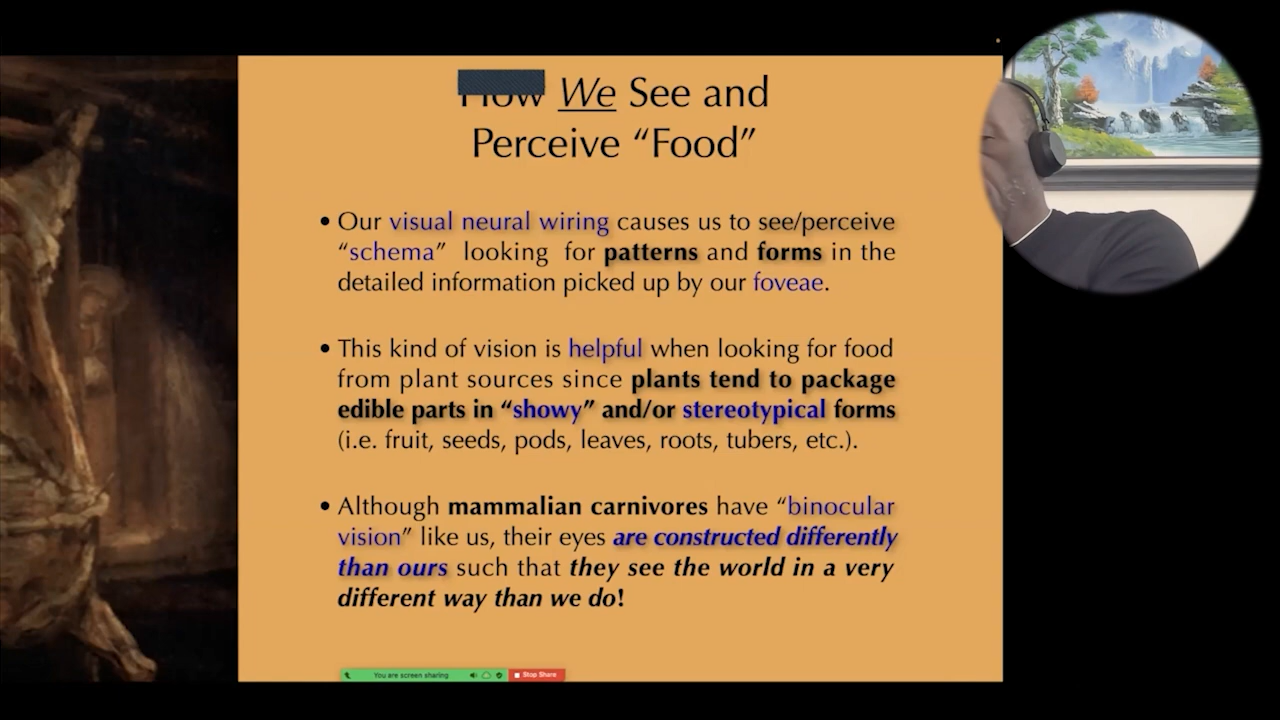 How We See and
Perceive “Food”
• Our visual neural wiring causes us to see/perceive
“schema” looking for patterns and forms in the
detailed information picked up by our foveae.
• This kind of vision is helpful when looking for food
from plant sources since plants tend to package
edible parts in “showy” and/or stereotypical forms
(i.e. fruit, seeds, pods, leaves, roots, tubers, etc.).
• Although mammalian carnivores have “binocular
vision” like us, their eyes are constructed differently
than ours such that they see the world in a very
different way than we do!
You are screen sharing Stop Share